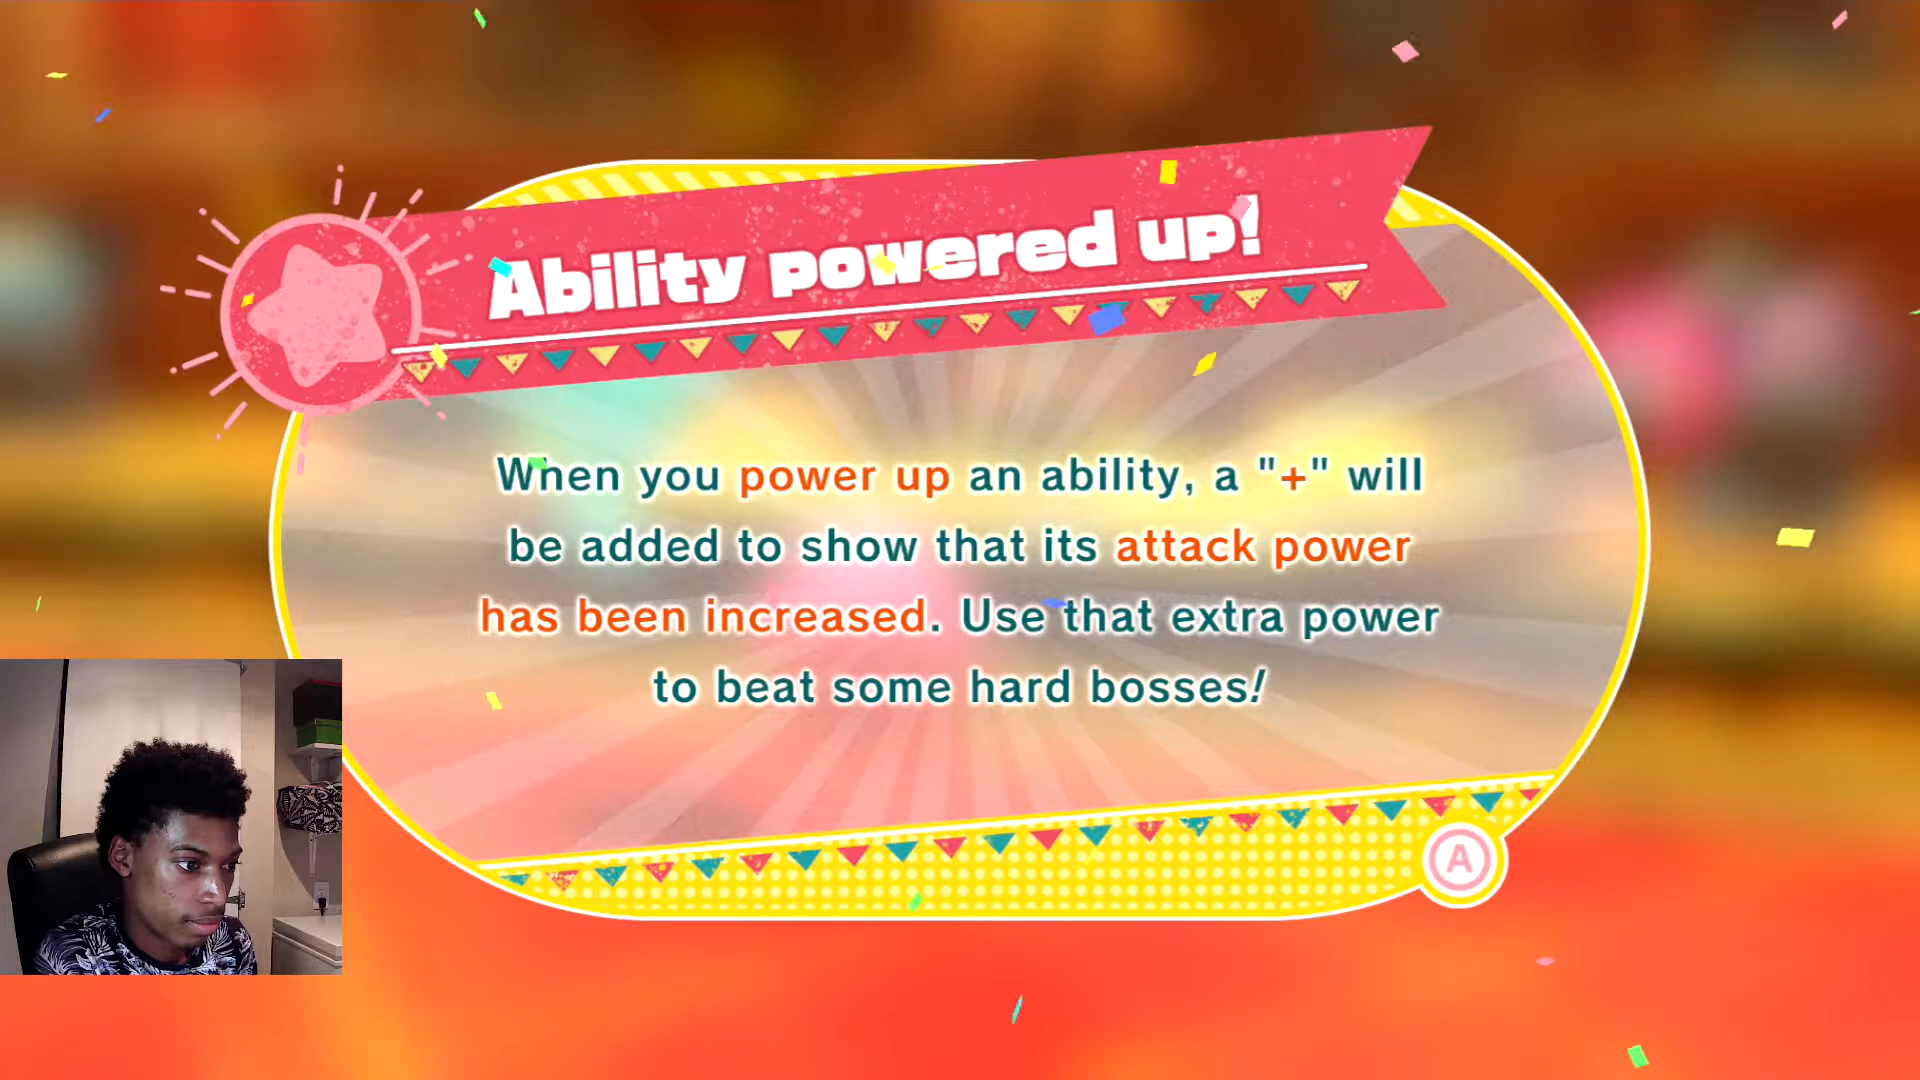 Ability powered up!
When you power up an ability, a "+" will
be added to show that its attack power
has been increased. Use that extra power
to beat some hard bosses!
A